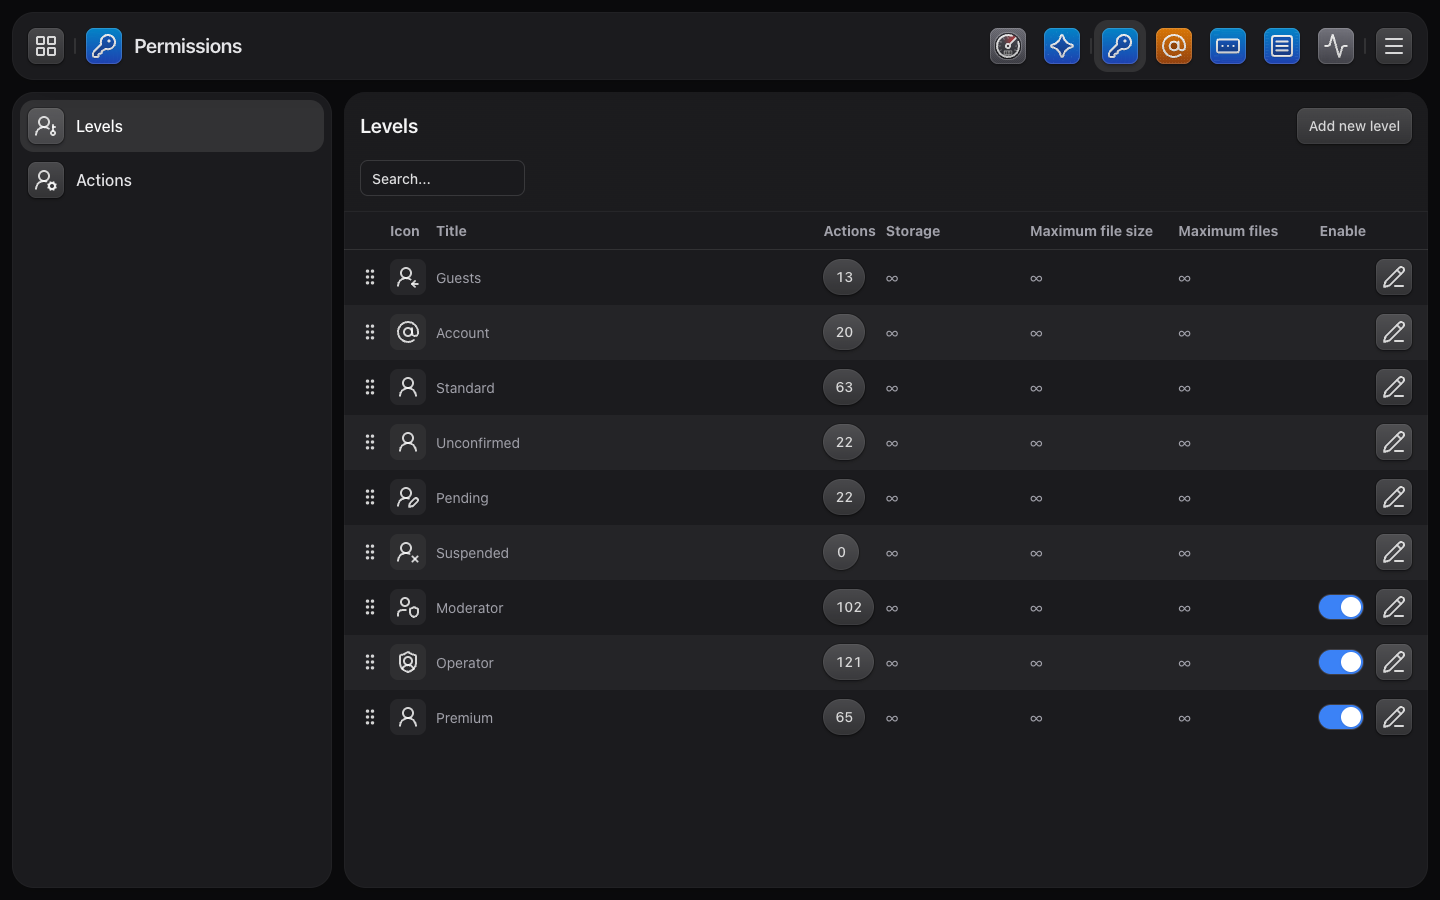 Permissions
Levels
Actions
Levels
Add new level
Search...
Icon Title Actions Storage Maximum file size Maximum files Enable
Guests 13 ∞ ∞ ∞
Account 20 ∞ ∞ ∞
Standard 63 ∞ ∞ ∞
Unconfirmed 22 ∞ ∞ ∞
Pending 22 ∞ ∞ ∞
Suspended 0 ∞ ∞ ∞
Moderator 102 ∞ ∞ ∞
Operator 121 ∞ ∞ ∞
Premium 65 ∞ ∞ ∞